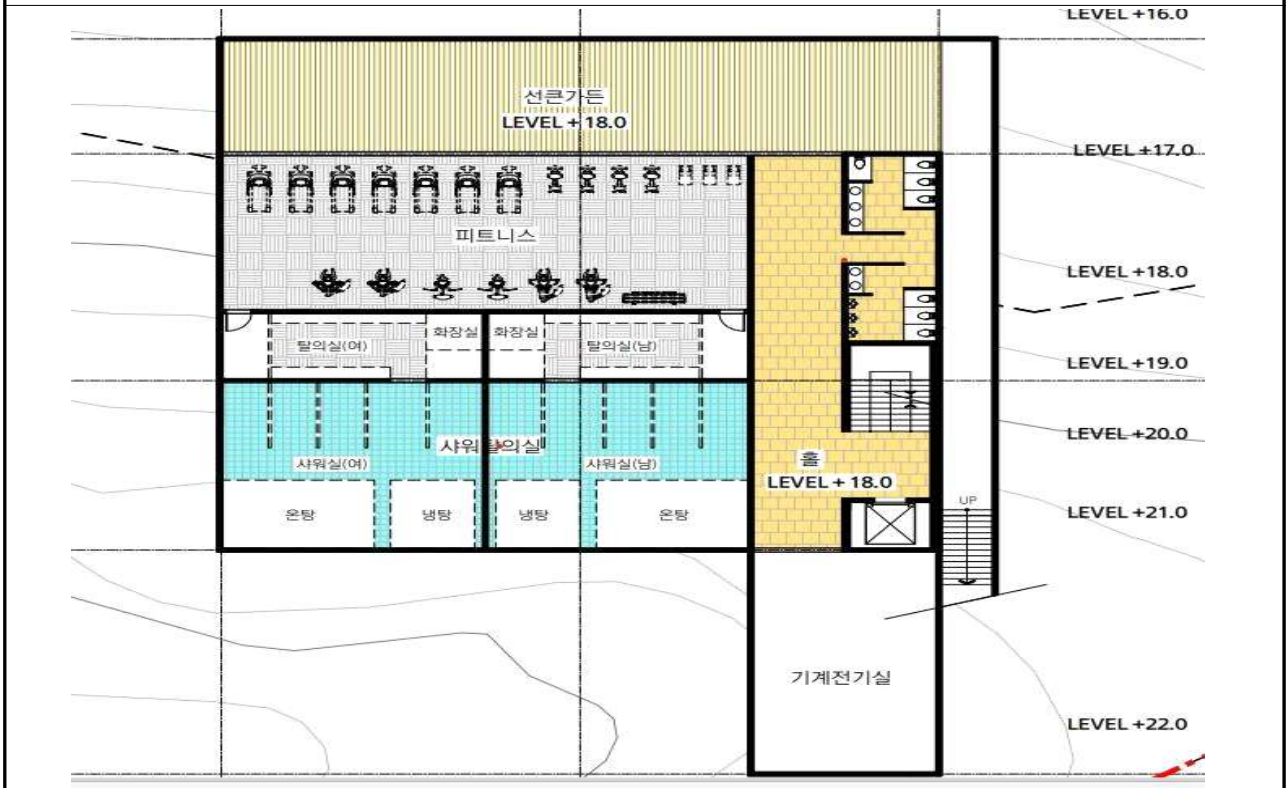 LEVEL +16.0
선큰가든
LEVEL + 18.0
LEVEL +17.0
피트니스
LEVEL +18.0
화장실
화장실
탈의실(여)
탈의실(남)
LEVEL +19.0
LEVEL +20.0
샤워탈의실
샤워실(여)
샤워실(남)
홀
LEVEL + 18.0
UP
온탕
냉탕
냉탕
온탕
LEVEL +21.0
기계전기실
LEVEL +22.0